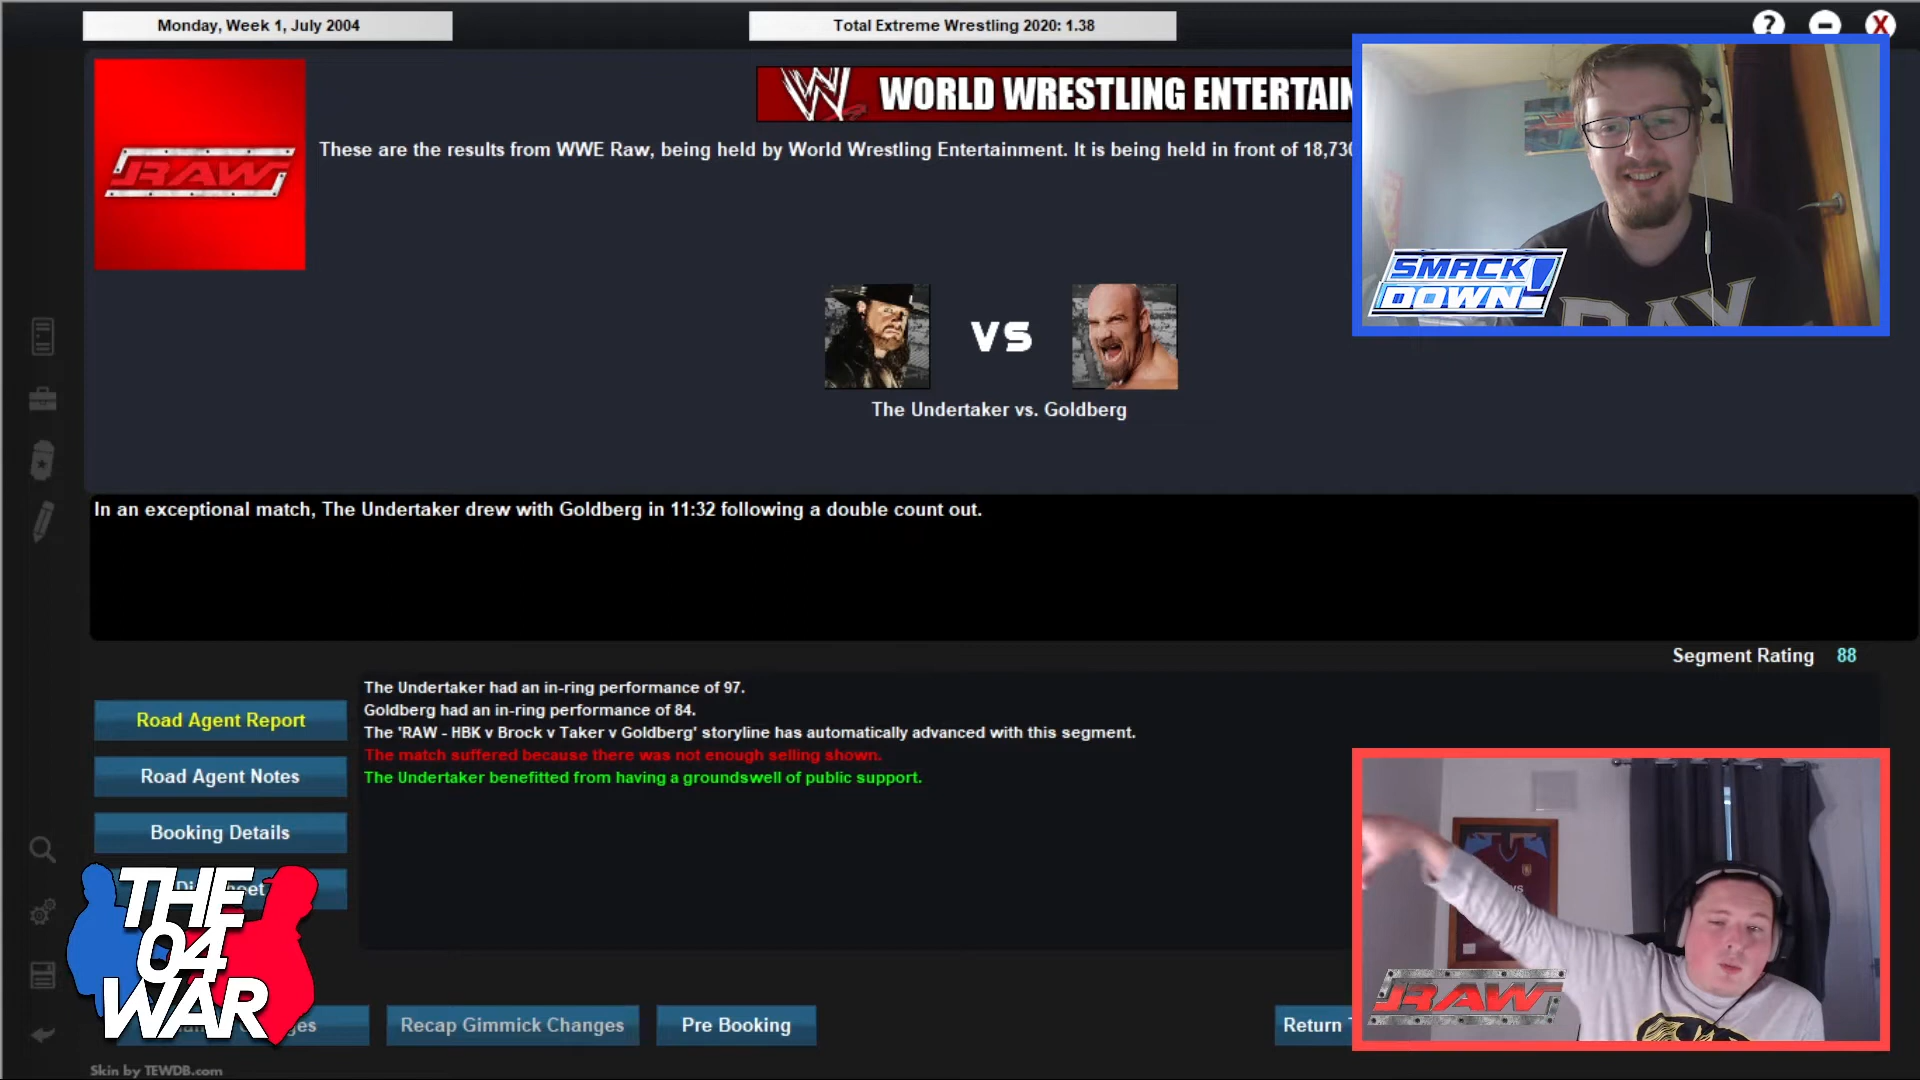 Monday, Week 1, July 2004
Total Extreme Wrestling 2020: 1.38
?
X
RAW
W WORLD WRESTLING ENTERTAIN
These are the results from WWE Raw, being held by World Wrestling Entertainment. It is being held in front of 18,730
SMACK
DOWN!
VS
The Undertaker vs. Goldberg
In an exceptional match, The Undertaker drew with Goldberg in 11:32 following a double count out.
Segment Rating 88
Road Agent Report
Road Agent Notes
Booking Details
The Undertaker had an in-ring performance of 97.
Goldberg had an in-ring performance of 84.
The 'RAW - HBK v Brock v Taker v Goldberg' storyline has automatically advanced with this segment.
The match suffered because there was not enough selling shown.
The Undertaker benefitted from having a groundswell of public support.
THE
04
WAR
RAW
Recap Gimmick Changes
Pre Booking
Return
Skin by TEWDB.com